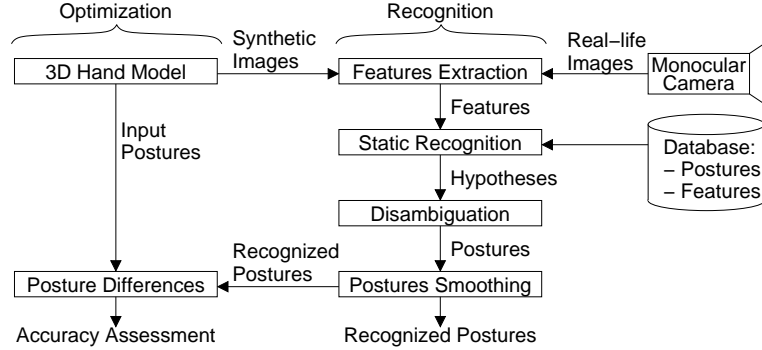 Optimization
Recognition
Synthetic
Images
Real−life
Images
3D Hand Model
Features Extraction
Monocular
Camera
Features
Input
Postures
Static Recognition
Database:
− Postures
− Features
Hypotheses
Disambiguation
Recognized
Postures
Postures
Posture Differences
Postures Smoothing
Accuracy Assessment
Recognized Postures